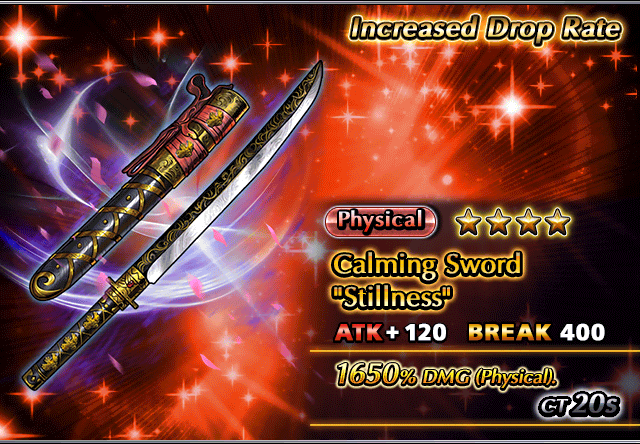 Increased Drop Rate
Physical
Calming Sword
"Stillness"
ATK+120 BREAK 400
1650% DMG (Physical).
CT 20s